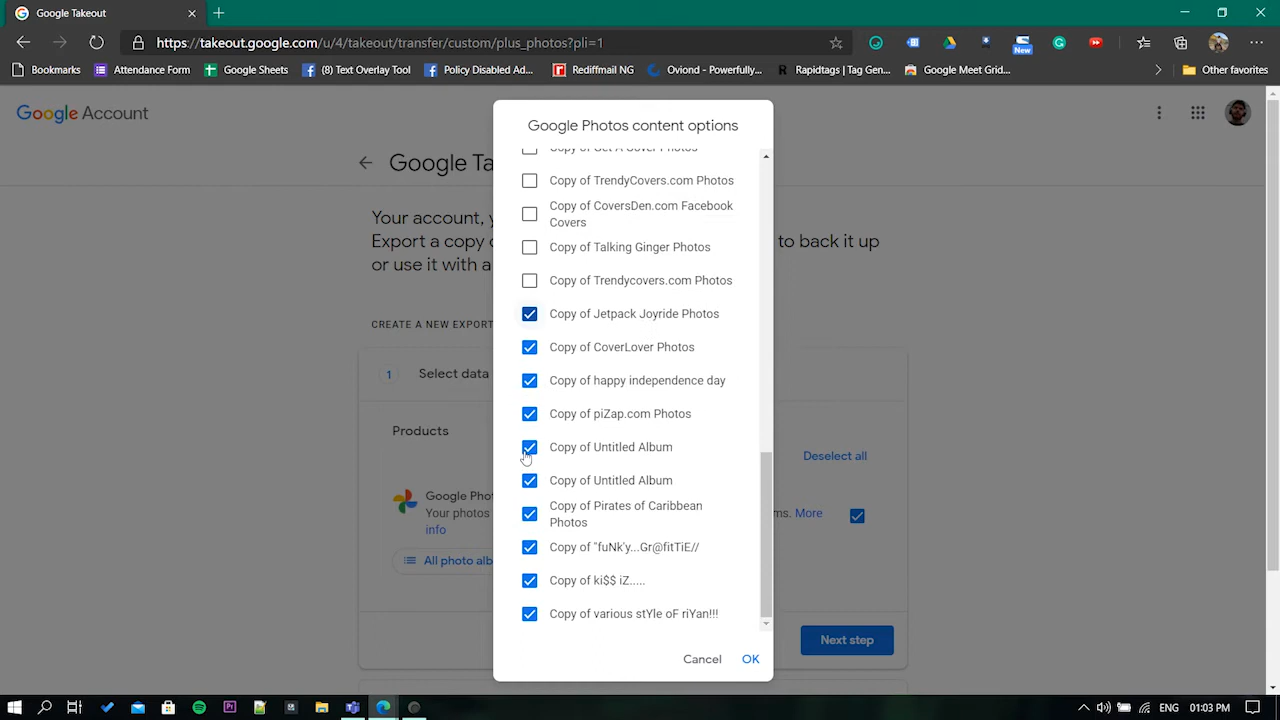 Google Takeout
https://takeout.google.com/u/4/takeout/transfer/custom/plus_photos?pli=1
New
Bookmarks
Attendance Form
Google Sheets
(8) Text Overlay Tool
Policy Disabled Ad...
Rediffmail NG
Oviond - Powerfully...
Rapidtags | Tag Gen...
Google Meet Grid...
Other favorites
Google Account
Google Ta
Your account, y
Export a copy
to back it up
or use it with a
CREATE A NEW EXPORT
1
Select data
Products
Deselect all
Google Phot
Your photos
ms. More
info
All photo alb
Next step
Google Photos content options
Copy of Get A Cover Photos
Copy of TrendyCovers.com Photos
Copy of CoversDen.com Facebook
Covers
Copy of Talking Ginger Photos
Copy of Trendycovers.com Photos
Copy of Jetpack Joyride Photos
Copy of CoverLover Photos
Copy of happy independence day
Copy of piZap.com Photos
Copy of Untitled Album
Copy of Untitled Album
Copy of Pirates of Caribbean
Photos
Copy of "fuNk'y...Gr@fitTiE//
Copy of ki$$ iZ.....
Copy of various stYle oF riYan!!!
Cancel
OK
ENG
01:03 PM